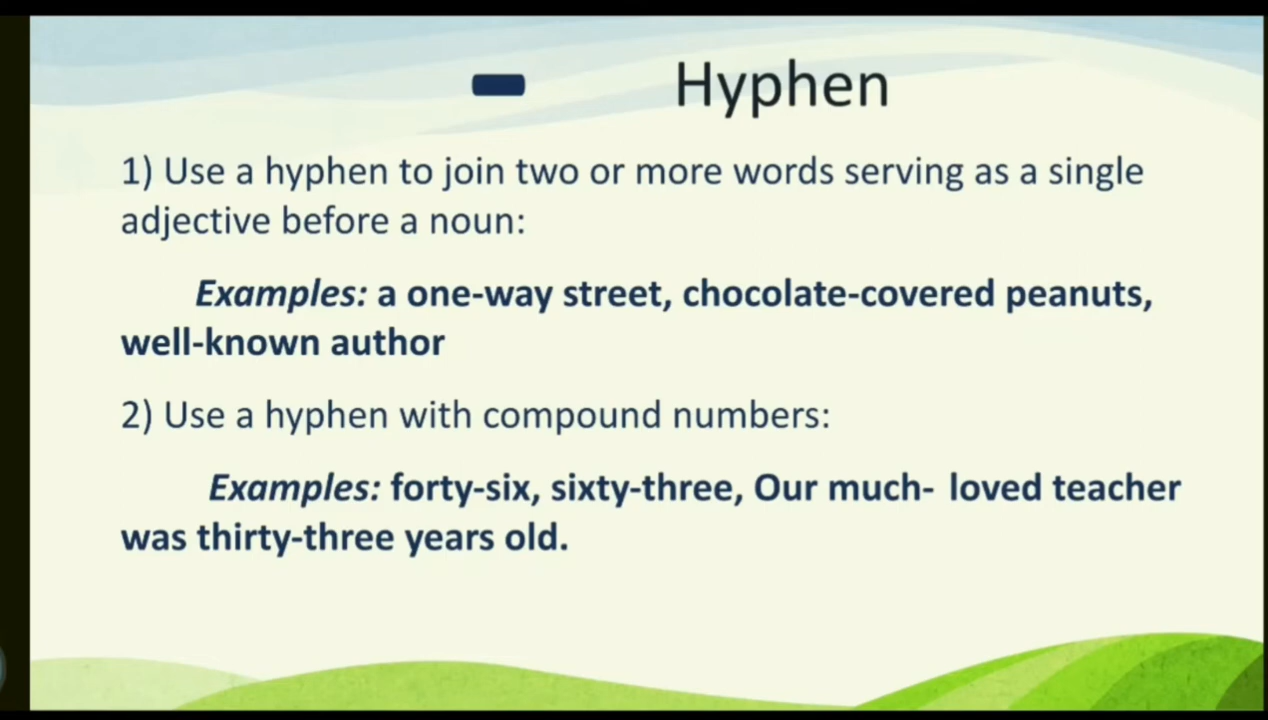 - Hyphen
1) Use a hyphen to join two or more words serving as a single
adjective before a noun:
Examples: a one-way street, chocolate-covered peanuts,
well-known author
2) Use a hyphen with compound numbers:
Examples: forty-six, sixty-three, Our much- loved teacher
was thirty-three years old.